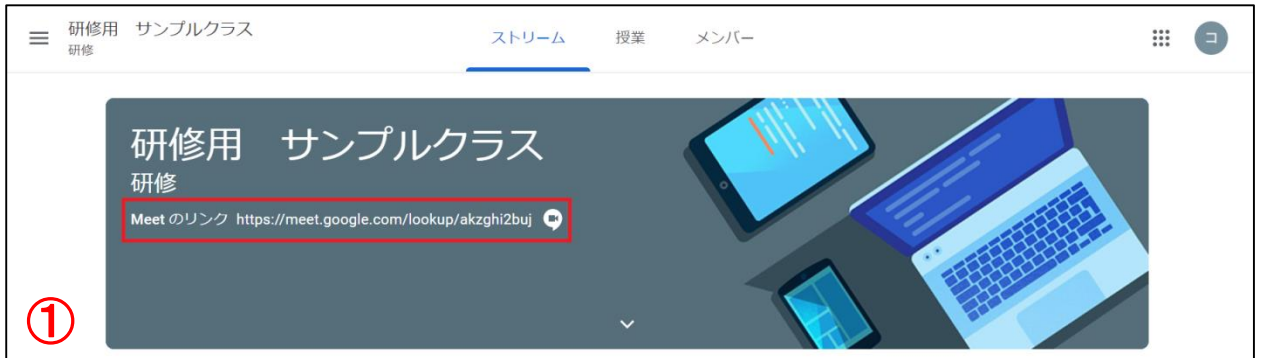 研修用　サンプルクラス
研修
ストリーム　授業　メンバー
コ
研修用　サンプルクラス
研修
Meet のリンク https://meet.google.com/lookup/akzghi2buj
①